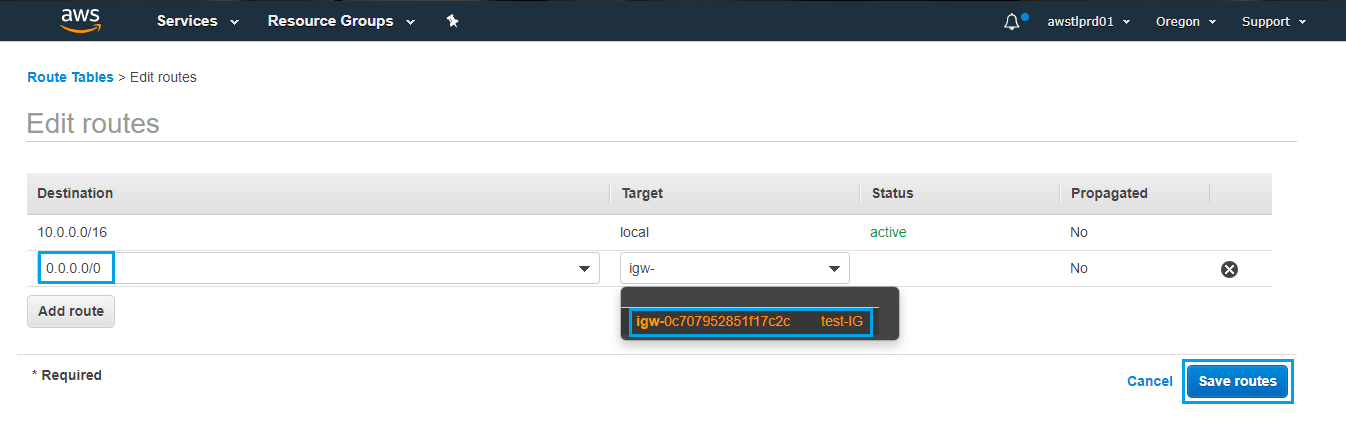 aws Services Resource Groups awstlprd01 Oregon Support
Route Tables > Edit routes
Edit routes
Destination Target Status Propagated
10.0.0.0/16 local active No
0.0.0.0/0 igw- No
Add route
igw-0c707952851f17c2c test-IG
* Required
Cancel Save routes